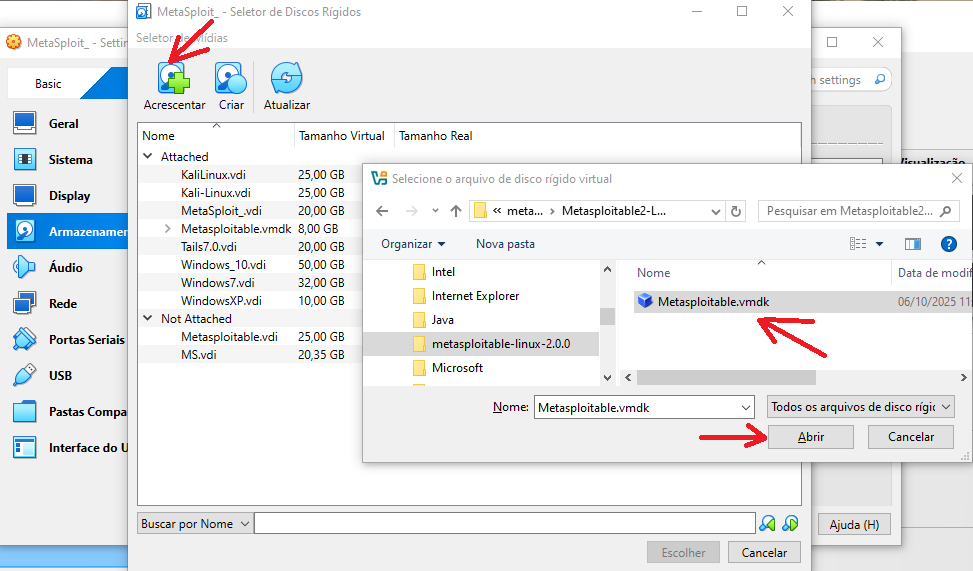 MetaSploit_ - Seletor de Discos Rígidos
MetaSploit_ - Settin
Seletor de Mídias
Basic
h settings
Acrescentar
Criar
Atualizar
Geral
Sistema
Display
Armazenamen
Áudio
Rede
Portas Seriais
USB
Pastas Compa
Interface do U
Nome
Tamanho Virtual
Tamanho Real
Attached
KaliLinux.vdi 25,00 GB
Kali-Linux.vdi 25,00 GB
MetaSploit_.vdi 20,00 GB
Metasploitable.vmdk 8,00 GB
Tails7.0.vdi 20,00 GB
Windows_10.vdi 50,00 GB
Windows7.vdi 32,00 GB
WindowsXP.vdi 10,00 GB
Not Attached
Metasploitable.vdi 25,00 GB
MS.vdi 20,35 GB
Visualização
Selecione o arquivo de disco rígido virtual
« meta... › Metasploitable2-L...
Pesquisar em Metasploitable2...
Organizar
Nova pasta
Intel
Internet Explorer
Java
metasploitable-linux-2.0.0
Microsoft
Nome
Data de modif
Metasploitable.vmdk
06/10/2025 11:
Nome:
Metasploitable.vmdk
Todos os arquivos de disco rígic
Abrir
Cancelar
Buscar por Nome
Ajuda (H)
Escolher
Cancelar